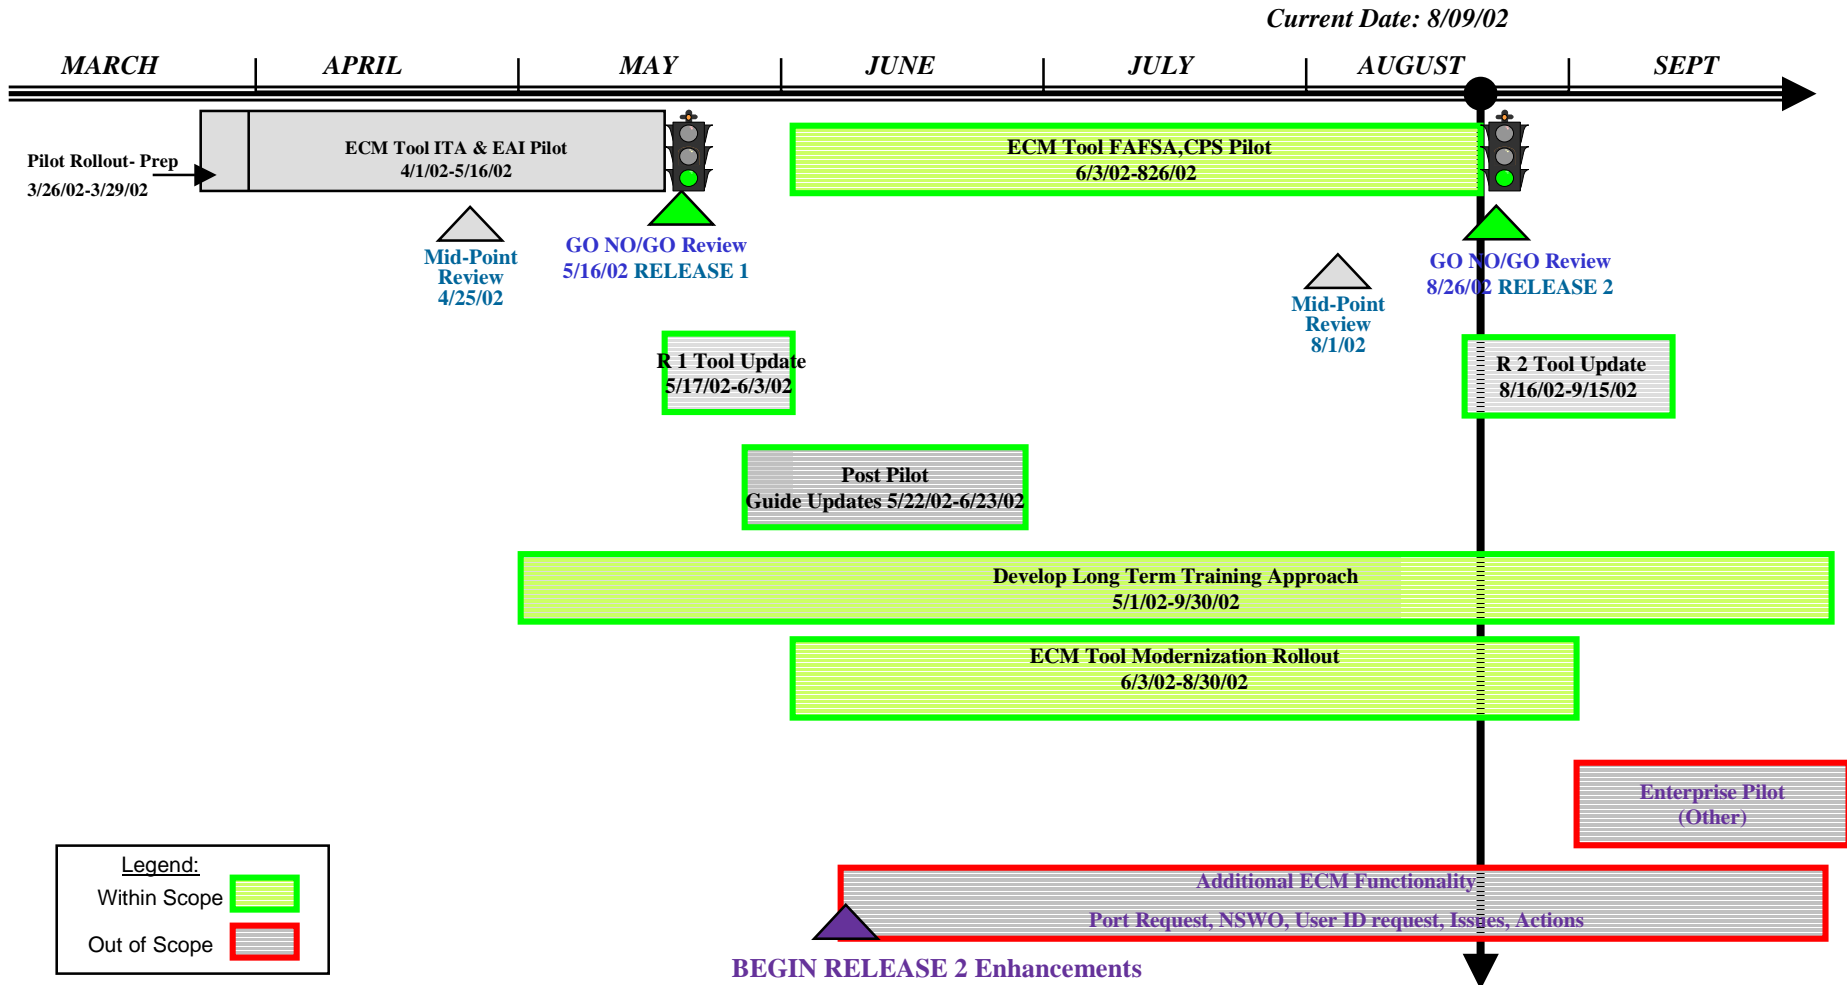 Current Date: 8/09/02
MARCH
APRIL
MAY
JUNE
JULY
AUGUST
SEPT
Pilot Rollout- Prep
3/26/02-3/29/02
ECM Tool ITA & EAI Pilot
4/1/02-5/16/02
ECM Tool FAFSA,CPS Pilot
6/3/02-826/02
Mid-Point
Review
4/25/02
GO NO/GO Review
5/16/02 RELEASE 1
Mid-Point
Review
8/1/02
GO NO/GO Review
8/26/02 RELEASE 2
R 1 Tool Update
5/17/02-6/3/02
R 2 Tool Update
8/16/02-9/15/02
Post Pilot
Guide Updates 5/22/02-6/23/02
Develop Long Term Training Approach
5/1/02-9/30/02
ECM Tool Modernization Rollout
6/3/02-8/30/02
Enterprise Pilot
(Other)
Additional ECM Functionality
Port Request, NSWO, User ID request, Issues, Actions
BEGIN RELEASE 2 Enhancements
Legend:
Within Scope
Out of Scope